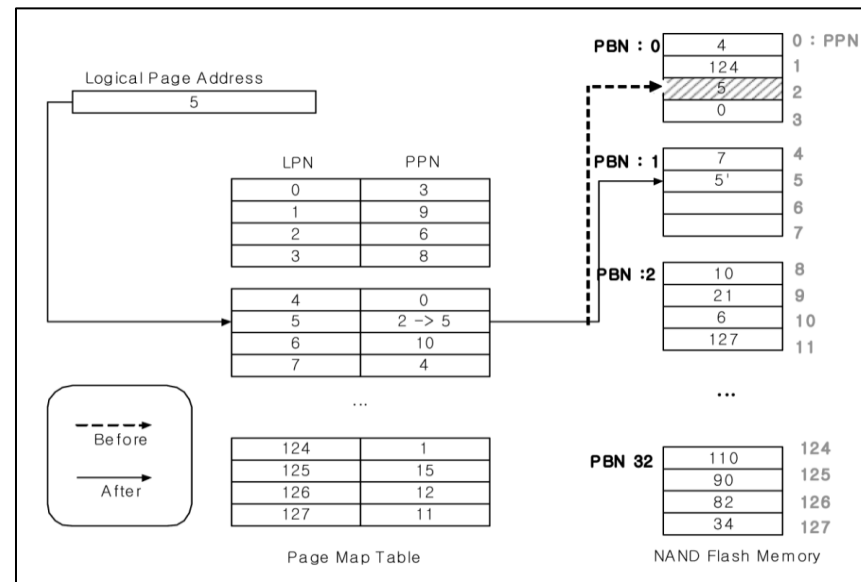 Logical Page Address
5
LPN PPN
0 3
1 9
2 6
3 8
4 0
5 2 -> 5
6 10
7 4
...
124 1
125 15
126 12
127 11
Page Map Table
Before
After
PBN : 0
4 0 : PPN
124 1
5 2
0 3
PBN : 1
7 4
5' 5
6
7
PBN :2
10 8
21 9
6 10
127 11
...
PBN 32
110 124
90 125
82 126
34 127
NAND Flash Memory